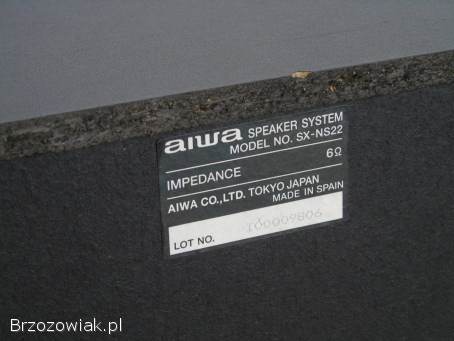 aiwa SPEAKER SYSTEM
MODEL NO. SX-NS22
IMPEDANCE 6Ω
AIWA CO.,LTD. TOKYO JAPAN
MADE IN SPAIN
LOT NO. 100009806
Brzozowiak.pl